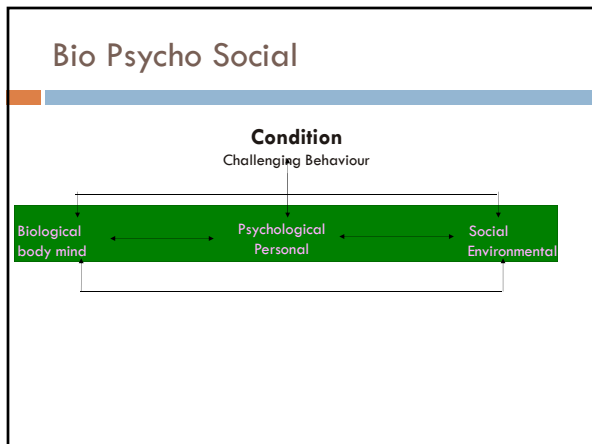 Bio Psycho Social
Condition
Challenging Behaviour
Biological
body mind
Psychological
Personal
Social
Environmental